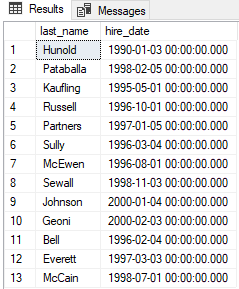 Results Messages
last_name hire_date
1 Hunold 1990-01-03 00:00:00.000
2 Pataballa 1998-02-05 00:00:00.000
3 Kaufling 1995-05-01 00:00:00.000
4 Russell 1996-10-01 00:00:00.000
5 Partners 1997-01-05 00:00:00.000
6 Sully 1996-03-04 00:00:00.000
7 McEwen 1996-08-01 00:00:00.000
8 Sewall 1998-11-03 00:00:00.000
9 Johnson 2000-01-04 00:00:00.000
10 Geoni 2000-02-03 00:00:00.000
11 Bell 1996-02-04 00:00:00.000
12 Everett 1997-03-03 00:00:00.000
13 McCain 1998-07-01 00:00:00.000